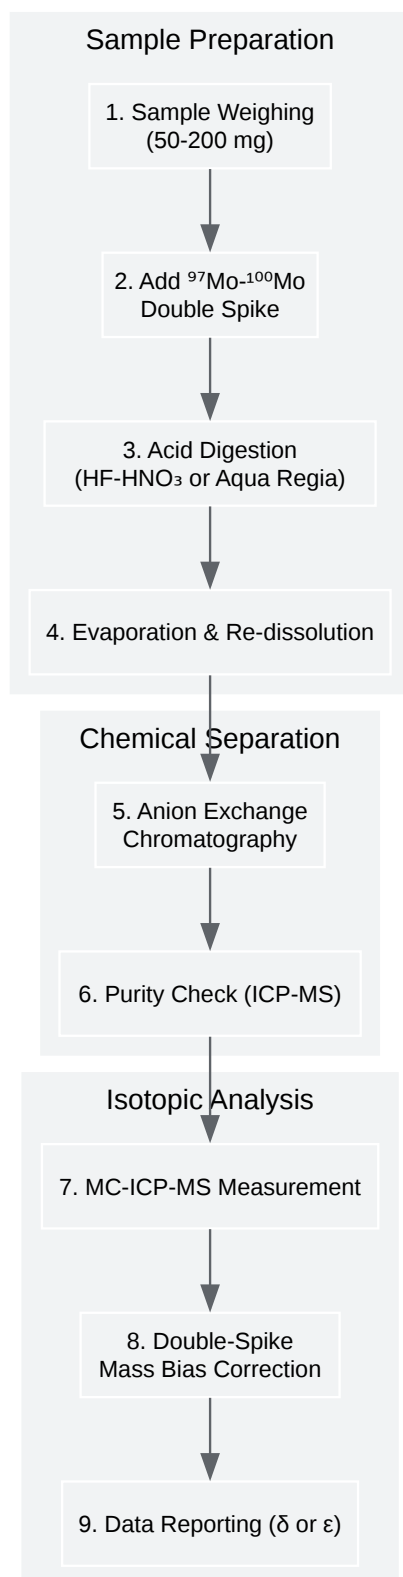 Sample Preparation
1. Sample Weighing
(50-200 mg)
2. Add ⁹⁷Mo-¹⁰⁰Mo
Double Spike
3. Acid Digestion
(HF-HNO₃ or Aqua Regia)
4. Evaporation & Re-dissolution
Chemical Separation
5. Anion Exchange
Chromatography
6. Purity Check (ICP-MS)
Isotopic Analysis
7. MC-ICP-MS Measurement
8. Double-Spike
Mass Bias Correction
9. Data Reporting (δ or ε)